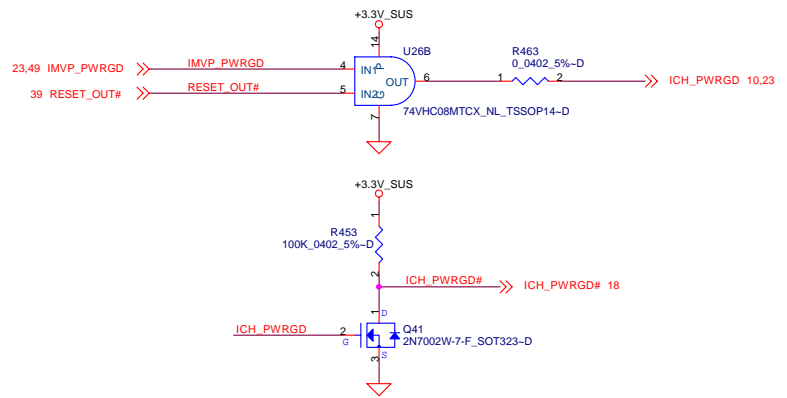 +3.3V_SUS
14
U26B
R463
0_0402_5%~D
23,49 IMVP_PWRGD
IMVP_PWRGD
4
IN1
P
OUT
6
1
2
ICH_PWRGD 10,23
39 RESET_OUT#
RESET_OUT#
5
IN2
G
7
74VHC08MTCX_NL_TSSOP14~D
+3.3V_SUS
1
R453
100K_0402_5%~D
2
ICH_PWRGD#
ICH_PWRGD# 18
1
D
ICH_PWRGD
2
G
Q41
2N7002W-7-F_SOT323~D
3
S